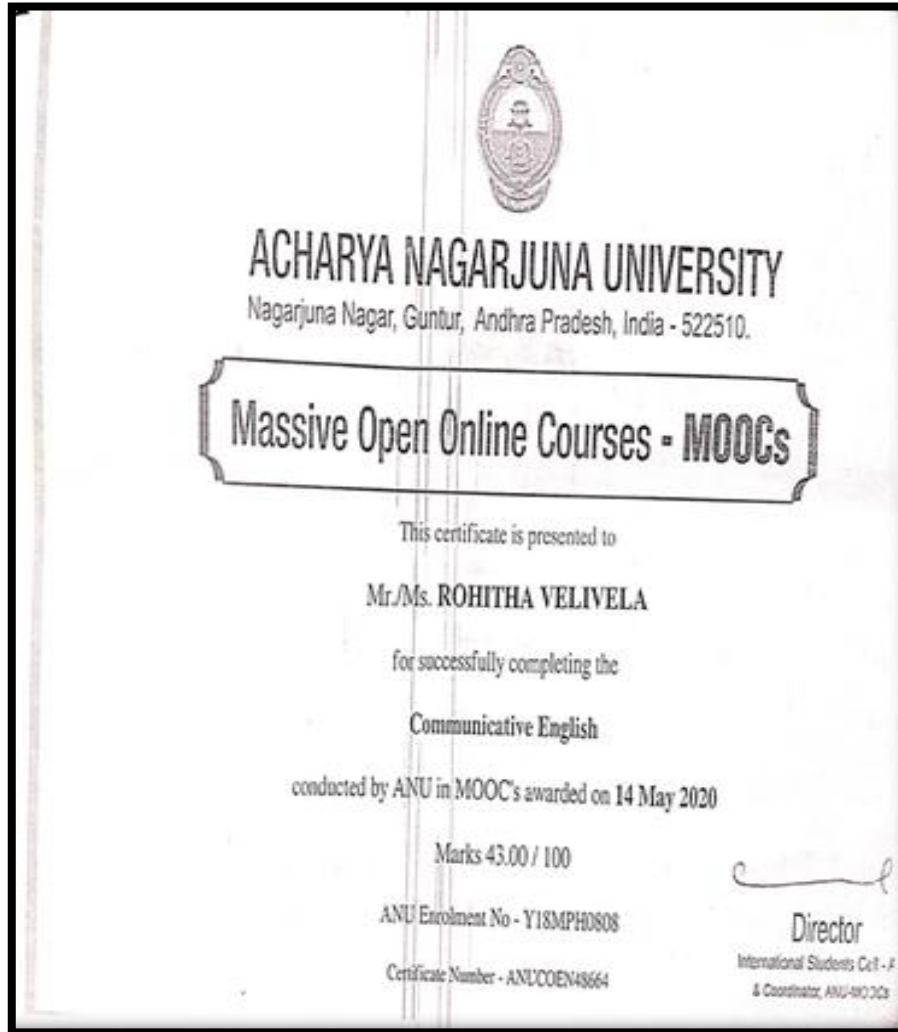 ACHARYA NAGARJUNA UNIVERSITY
Nagarjuna Nagar, Guntur, Andhra Pradesh, India - 522510.
Massive Open Online Courses - MOOCs
This certificate is presented to
Mr./Ms. ROHITHA VELIVELA
for successfully completing the
Communicative English
conducted by ANU in MOOC's awarded on 14 May 2020
Marks 43.00 / 100
ANU Enrolment No - Y18MPH0808
Certificate Number - ANUCOEN48664
Director
International Students Cell - A
& Coordinator, ANU-MOOCs